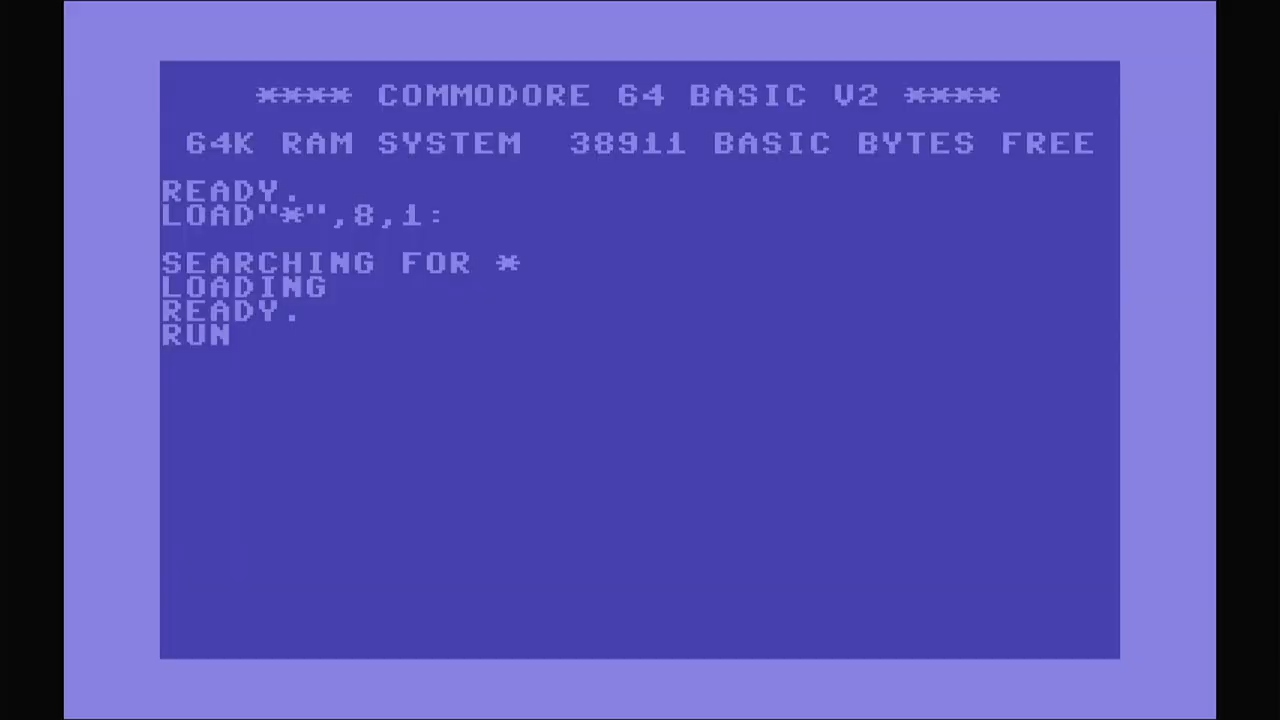 **** COMMODORE 64 BASIC V2 ****
64K RAM SYSTEM  38911 BASIC BYTES FREE
READY.
LOAD"*",8,1:
SEARCHING FOR *
LOADING
READY.
RUN